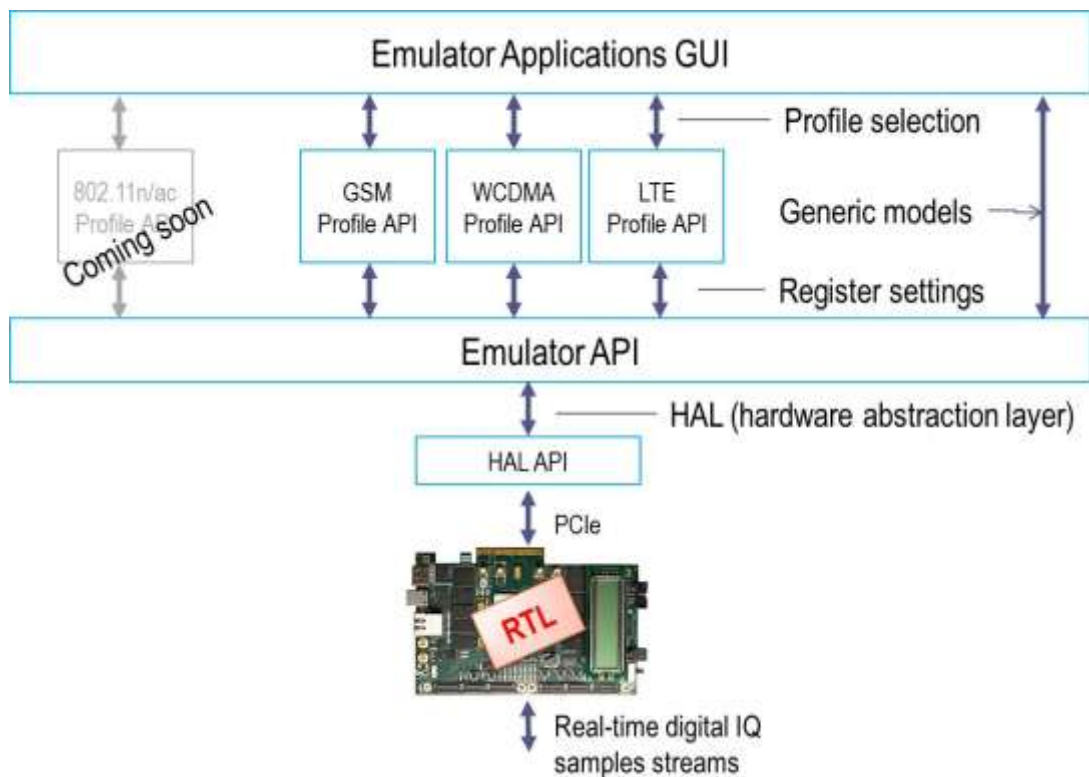 Emulator Applications GUI
Profile selection
802.11n/ac
Profile API
Coming soon
GSM
Profile API
WCDMA
Profile API
LTE
Profile API
Generic models
Register settings
Emulator API
HAL (hardware abstraction layer)
HAL API
PCIe
RTL
Real-time digital IQ
samples streams